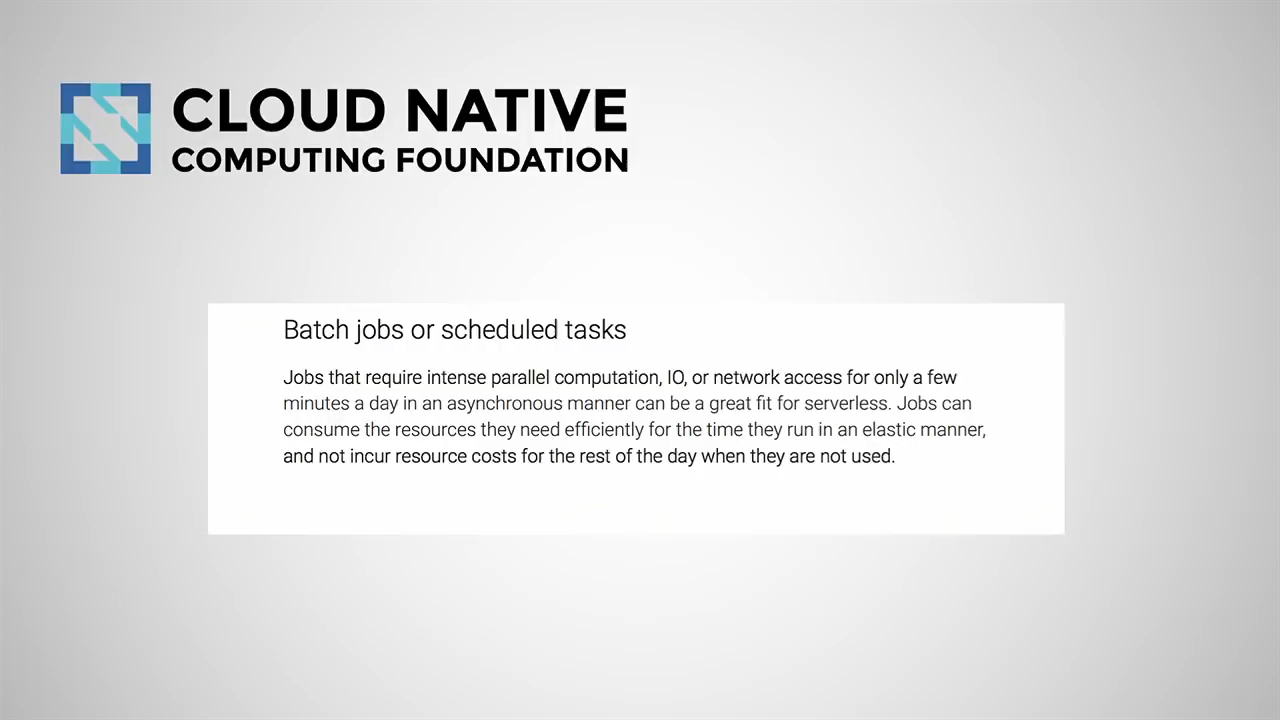 CLOUD NATIVE
COMPUTING FOUNDATION
Batch jobs or scheduled tasks
Jobs that require intense parallel computation, IO, or network access for only a few
minutes a day in an asynchronous manner can be a great fit for serverless. Jobs can
consume the resources they need efficiently for the time they run in an elastic manner,
and not incur resource costs for the rest of the day when they are not used.